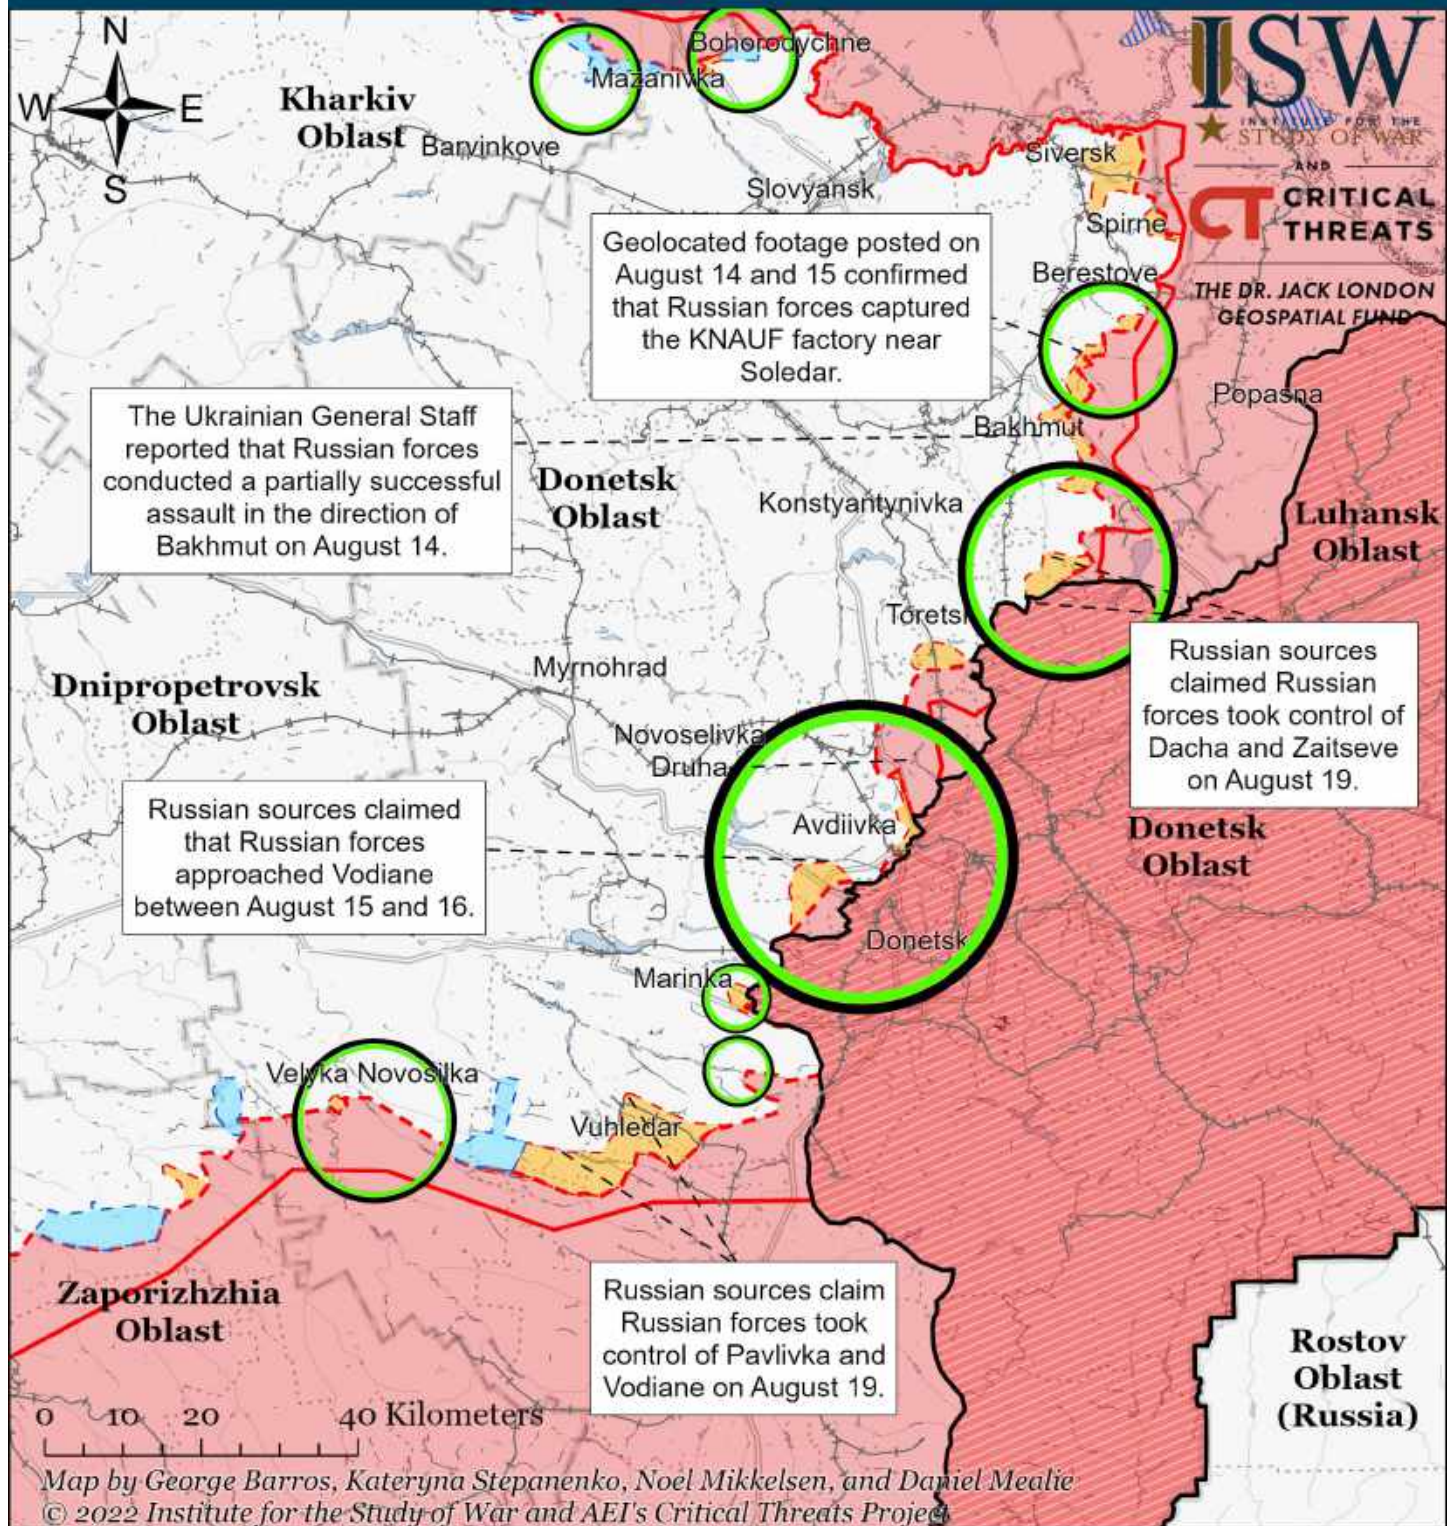 N
W
E
S
Kharkiv
Oblast
Barvinkove
Mazanivka
Bohorodychne
Slovyansk
Siversk
Spirne
Berestove
ISW
INSTITUTE FOR THE
STUDY OF WAR
AND
CT CRITICAL
THREATS
THE DR. JACK LONDON
GEOSPATIAL FUND
Geolocated footage posted on
August 14 and 15 confirmed
that Russian forces captured
the KNAUF factory near
Soledar.
Popasna
The Ukrainian General Staff
reported that Russian forces
conducted a partially successful
assault in the direction of
Bakhmut on August 14.
Bakhmut
Donetsk
Oblast
Konstyantynivka
Luhansk
Oblast
Toretsk
Myrnohrad
Dnipropetrovsk
Oblast
Novoselivka
Druha
Russian sources
claimed Russian
forces took control of
Dacha and Zaitseve
on August 19.
Russian sources claimed
that Russian forces
approached Vodiane
between August 15 and 16.
Avdiivka
Donetsk
Oblast
Donetsk
Marinka
Velyka Novosilka
Vuhledar
Zaporizhzhia
Oblast
Russian sources claim
Russian forces took
control of Pavlivka and
Vodiane on August 19.
Rostov
Oblast
(Russia)
0 10 20 40 Kilometers
Map by George Barros, Kateryna Stepanenko, Noel Mikkelsen, and Daniel Mealie
© 2022 Institute for the Study of War and AEI's Critical Threats Project